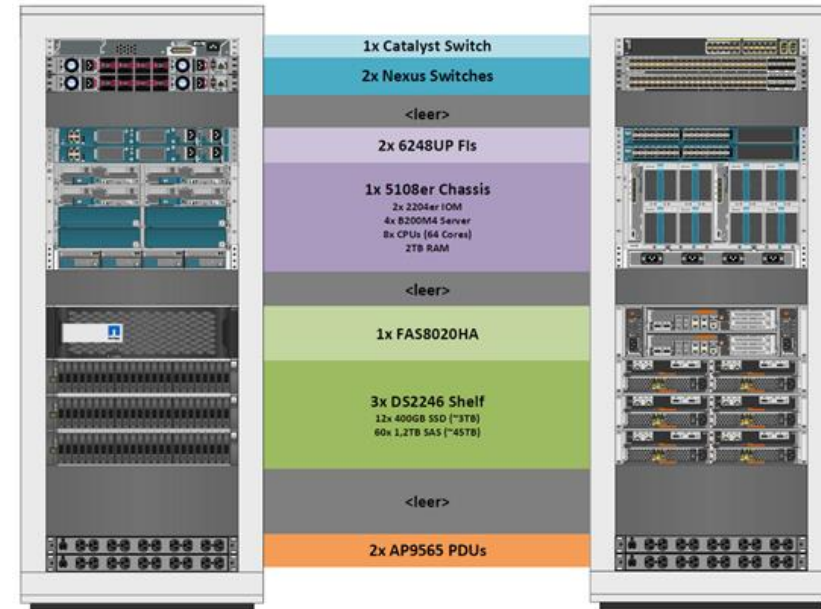 1x Catalyst Switch
2x Nexus Switches
<leer>
2x 6248UP FIs
1x 5108er Chassis
2x 2204er IOM
4x B200M4 Server
8x CPUs (64 Cores)
2TB RAM
<leer>
1x FAS8020HA
3x DS2246 Shelf
12x 400GB SSD (~3TB)
60x 1,2TB SAS (~45TB)
<leer>
2x AP9565 PDUs